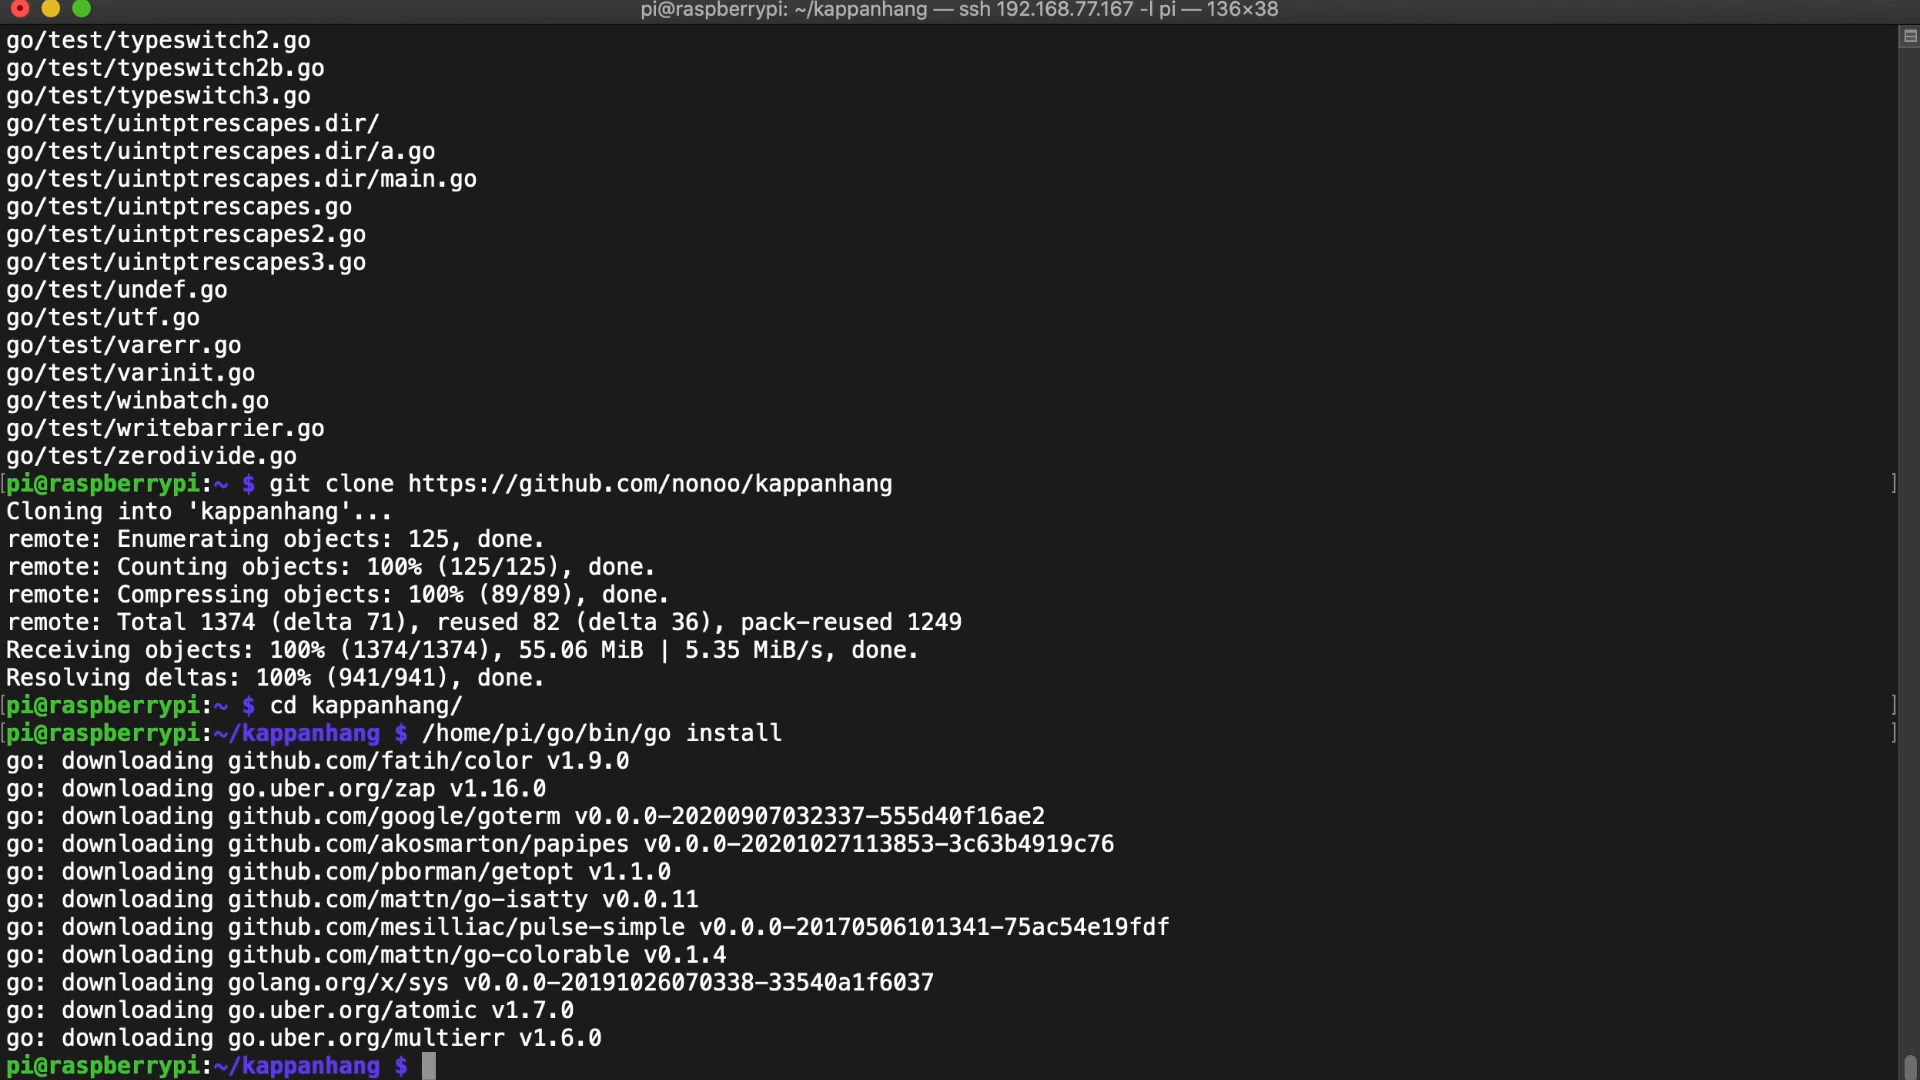 pi@raspberrypi: ~/kappanhang — ssh 192.168.77.167 -l pi — 136×38
go/test/typeswitch2.go
go/test/typeswitch2b.go
go/test/typeswitch3.go
go/test/uintptrescapes.dir/
go/test/uintptrescapes.dir/a.go
go/test/uintptrescapes.dir/main.go
go/test/uintptrescapes.go
go/test/uintptrescapes2.go
go/test/uintptrescapes3.go
go/test/undef.go
go/test/utf.go
go/test/varerr.go
go/test/varinit.go
go/test/winbatch.go
go/test/writebarrier.go
go/test/zerodivide.go
[pi@raspberrypi:~ $ git clone https://github.com/nonoo/kappanhang ]
Cloning into 'kappanhang'...
remote: Enumerating objects: 125, done.
remote: Counting objects: 100% (125/125), done.
remote: Compressing objects: 100% (89/89), done.
remote: Total 1374 (delta 71), reused 82 (delta 36), pack-reused 1249
Receiving objects: 100% (1374/1374), 55.06 MiB | 5.35 MiB/s, done.
Resolving deltas: 100% (941/941), done.
[pi@raspberrypi:~ $ cd kappanhang/ ]
[pi@raspberrypi:~/kappanhang $ /home/pi/go/bin/go install ]
go: downloading github.com/fatih/color v1.9.0
go: downloading go.uber.org/zap v1.16.0
go: downloading github.com/google/goterm v0.0.0-20200907032337-555d40f16ae2
go: downloading github.com/akosmarton/papipes v0.0.0-20201027113853-3c63b4919c76
go: downloading github.com/pborman/getopt v1.1.0
go: downloading github.com/mattn/go-isatty v0.0.11
go: downloading github.com/mesilliac/pulse-simple v0.0.0-20170506101341-75ac54e19fdf
go: downloading github.com/mattn/go-colorable v0.1.4
go: downloading golang.org/x/sys v0.0.0-20191026070338-33540a1f6037
go: downloading go.uber.org/atomic v1.7.0
go: downloading go.uber.org/multierr v1.6.0
pi@raspberrypi:~/kappanhang $